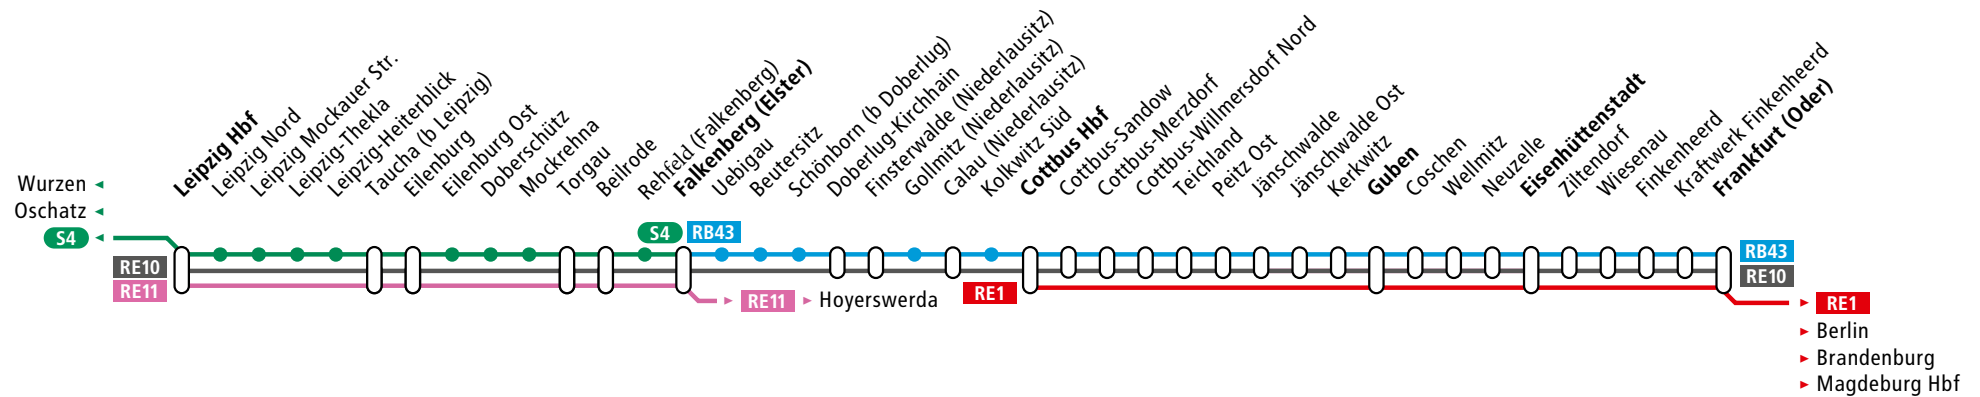 Leipzig Hbf
Leipzig Nord
Leipzig Mockauer Str.
Leipzig-Thekla
Leipzig-Heiterblick
Taucha (b Leipzig)
Eilenburg
Eilenburg Ost
Doberschütz
Mockrehna
Torgau
Beilrode
Rehfeld (Falkenberg)
Falkenberg (Elster)
Uebigau
Beutersitz
Schönborn (b Doberlug)
Doberlug-Kirchhain
Finsterwalde (Niederlausitz)
Gollmitz (Niederlausitz)
Calau (Niederlausitz)
Kolkwitz Süd
Cottbus Hbf
Cottbus-Sandow
Cottbus-Merzdorf
Cottbus-Willmersdorf Nord
Teichland
Peitz Ost
Jänschwalde
Jänschwalde Ost
Kerkwitz
Guben
Coschen
Wellmitz
Neuzelle
Eisenhüttenstadt
Ziltendorf
Wiesenau
Finkenheerd
Kraftwerk Finkenheerd
Frankfurt (Oder)
Wurzen
Oschatz
S4
RE10
RE11
S4
RB43
RE11
Hoyerswerda
RE1
RB43
RE10
RE1
Berlin
Brandenburg
Magdeburg Hbf